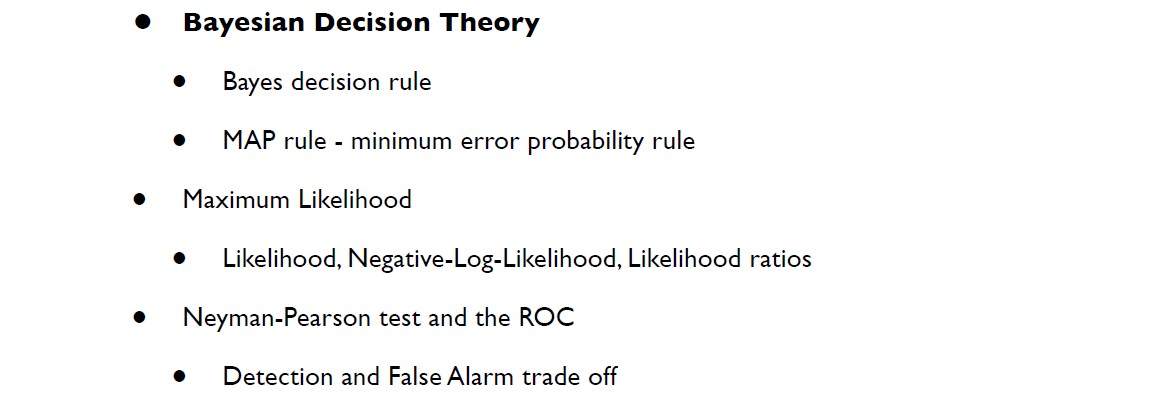 ● Bayesian Decision Theory
● Bayes decision rule
● MAP rule - minimum error probability rule
● Maximum Likelihood
● Likelihood, Negative-Log-Likelihood, Likelihood ratios
● Neyman-Pearson test and the ROC
● Detection and False Alarm trade off